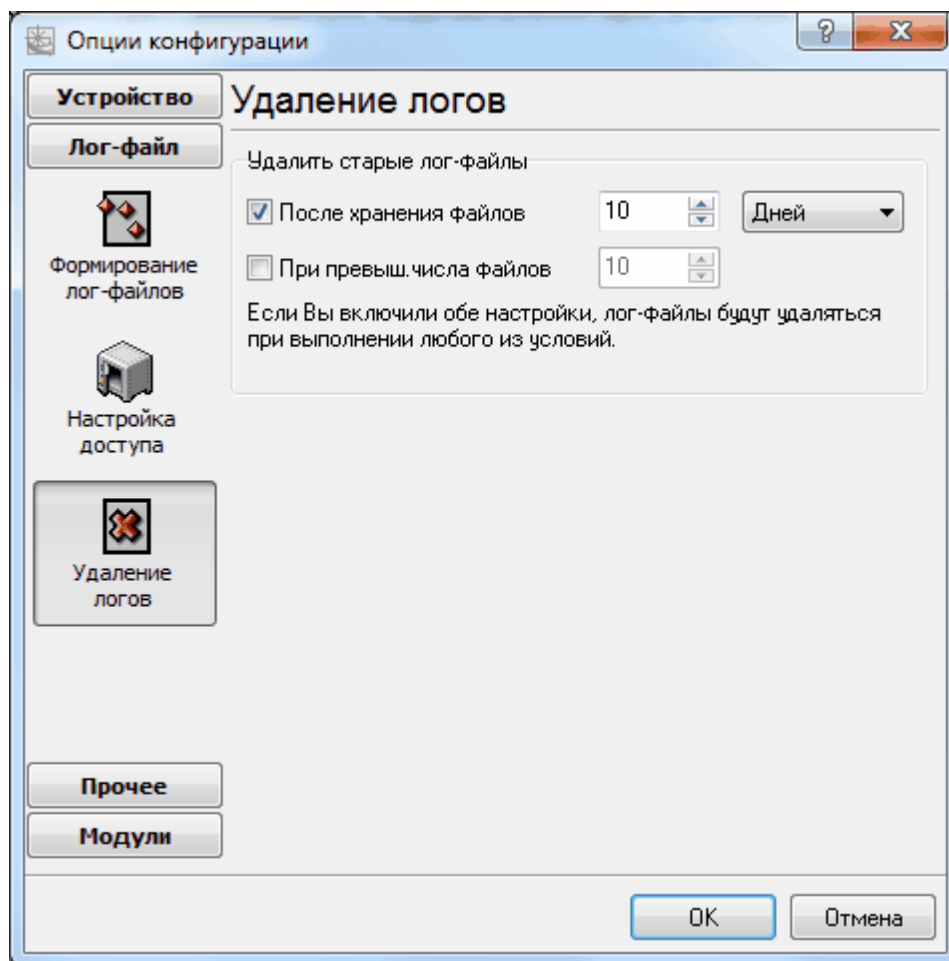 Опции конфигурации
?
Устройство
Удаление логов
Лог-файл
Удалить старые лог-файлы
После хранения файлов 10 Дней
При превыш.числа файлов 10
Если Вы включили обе настройки, лог-файлы будут удаляться
при выполнении любого из условий.
Формирование
лог-файлов
Настройка
доступа
Удаление
логов
Прочее
Модули
OK Отмена